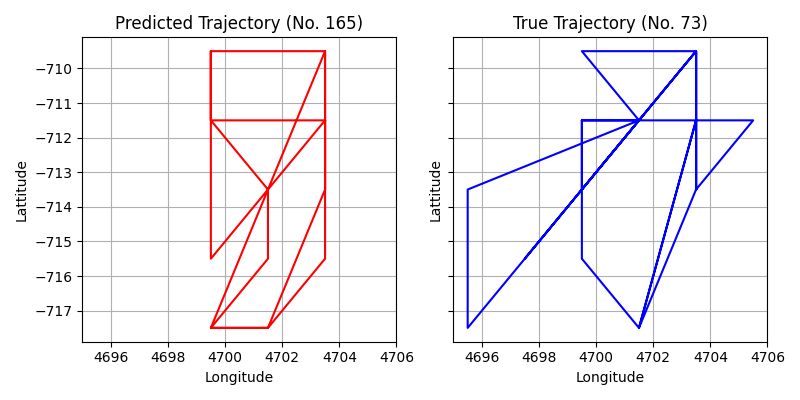 Predicted Trajectory (No. 165)
True Trajectory (No. 73)
Lattitude
−710
−711
−712
−713
−714
−715
−716
−717
4696 4698 4700 4702 4704 4706
Longitude
Lattitude
4696 4698 4700 4702 4704 4706
Longitude